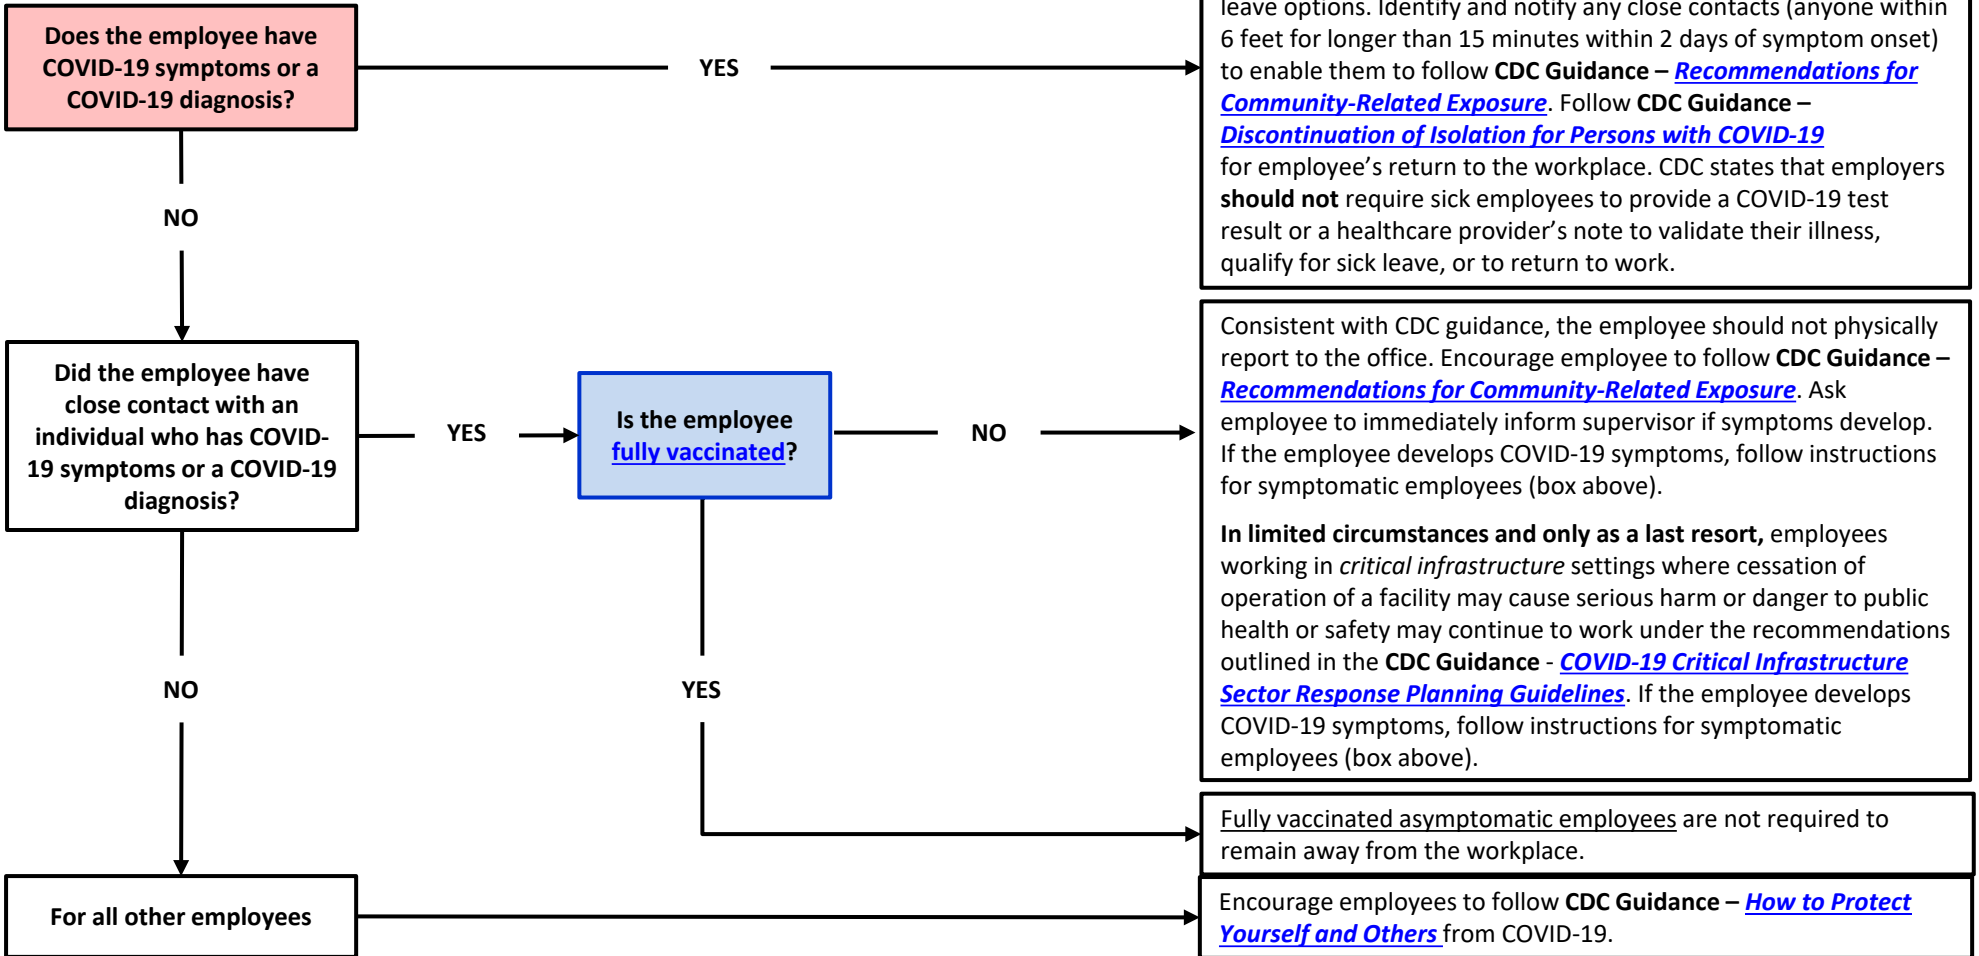 Does the employee have
COVID-19 symptoms or a
COVID-19 diagnosis?
YES
leave options. Identify and notify any close contacts (anyone within
6 feet for longer than 15 minutes within 2 days of symptom onset)
to enable them to follow CDC Guidance – Recommendations for
Community-Related Exposure. Follow CDC Guidance –
Discontinuation of Isolation for Persons with COVID-19
for employee’s return to the workplace. CDC states that employers
should not require sick employees to provide a COVID-19 test
result or a healthcare provider’s note to validate their illness,
qualify for sick leave, or to return to work.
NO
Did the employee have
close contact with an
individual who has COVID-
19 symptoms or a COVID-19
diagnosis?
YES
Is the employee
fully vaccinated?
NO
Consistent with CDC guidance, the employee should not physically
report to the office. Encourage employee to follow CDC Guidance –
Recommendations for Community-Related Exposure. Ask
employee to immediately inform supervisor if symptoms develop.
If the employee develops COVID-19 symptoms, follow instructions
for symptomatic employees (box above).
In limited circumstances and only as a last resort, employees
working in critical infrastructure settings where cessation of
operation of a facility may cause serious harm or danger to public
health or safety may continue to work under the recommendations
outlined in the CDC Guidance - COVID-19 Critical Infrastructure
Sector Response Planning Guidelines. If the employee develops
COVID-19 symptoms, follow instructions for symptomatic
employees (box above).
NO
YES
Fully vaccinated asymptomatic employees are not required to
remain away from the workplace.
For all other employees
Encourage employees to follow CDC Guidance – How to Protect
Yourself and Others from COVID-19.